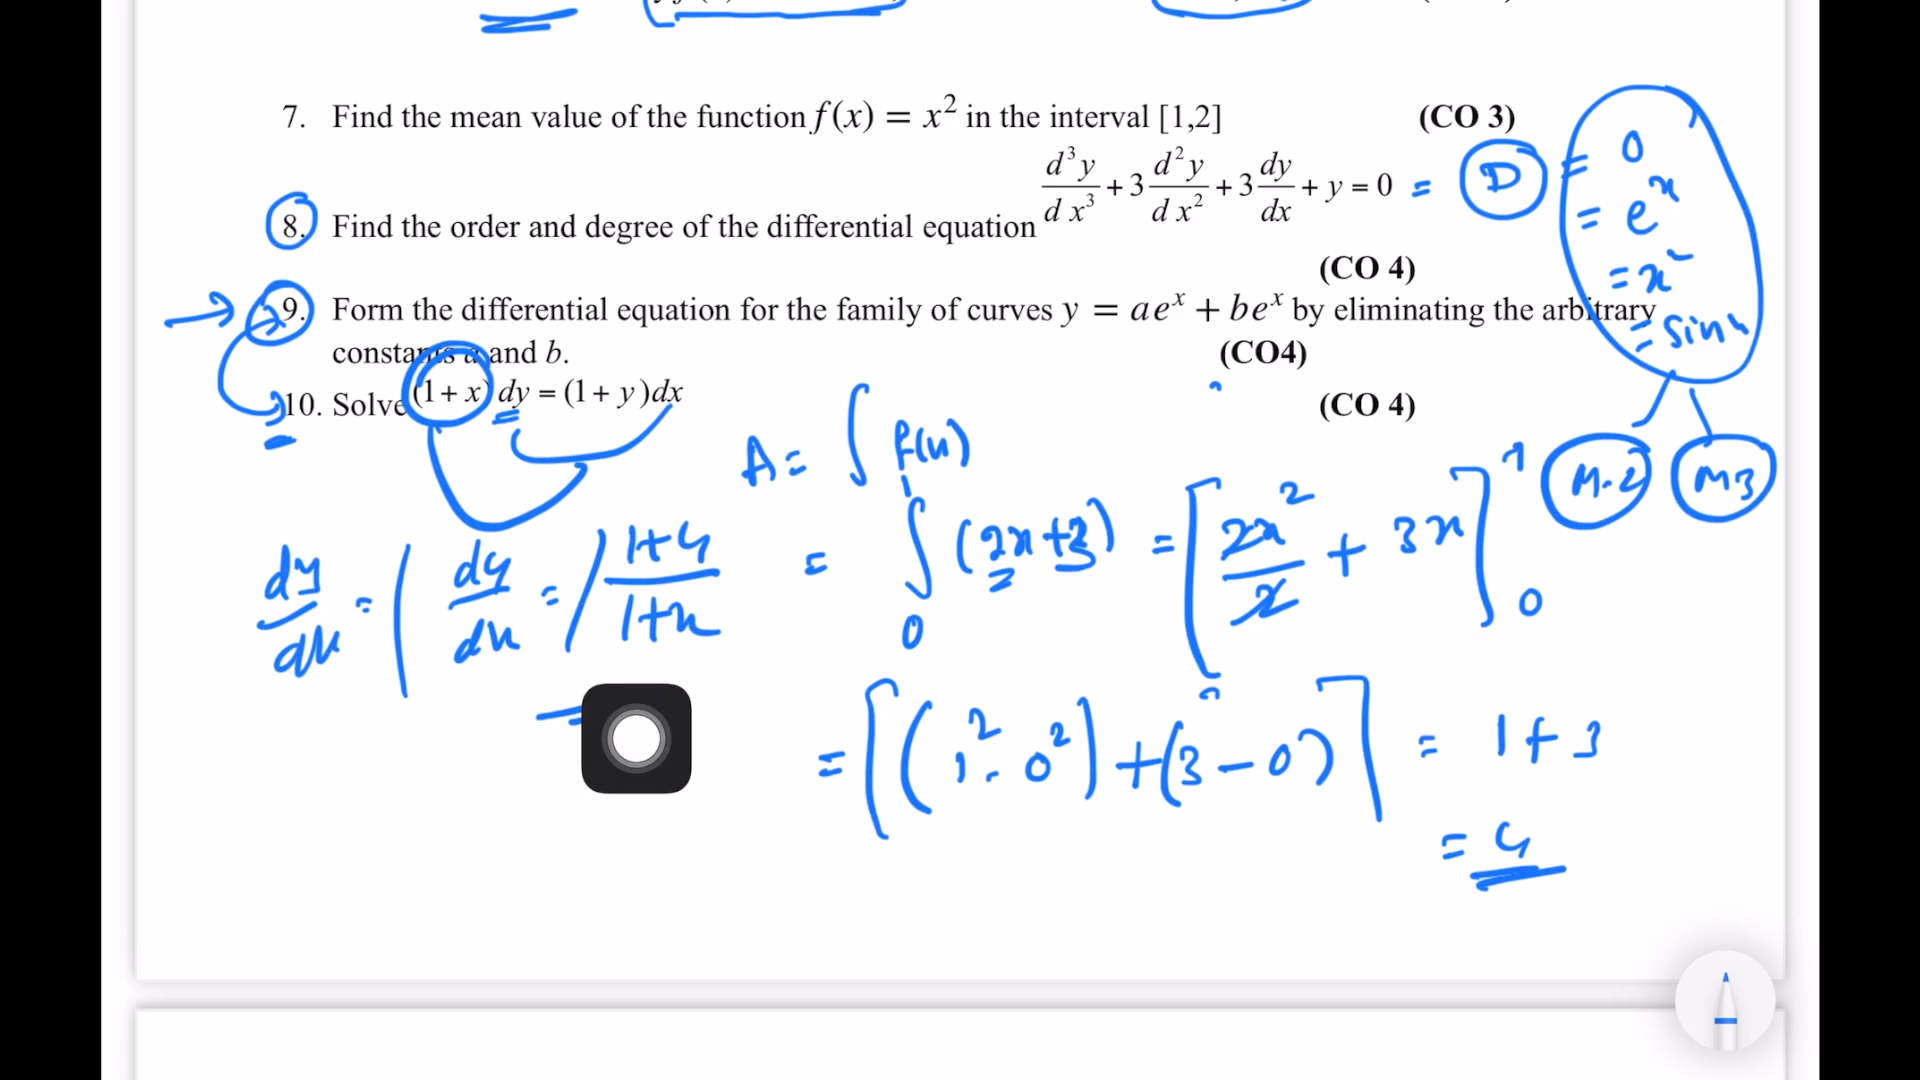 7. Find the mean value of the function f(x) = x² in the interval [1,2] (CO 3)
8. Find the order and degree of the differential equation d³y/dx³ + 3 d²y/dx² + 3 dy/dx + y = 0 = D
(CO 4)
= 0
= eˣ
= x²
= sin
9. Form the differential equation for the family of curves y = aeˣ + beˣ by eliminating the arbitrary
constants a and b. (CO4)
10. Solve (1 + x) dy = (1 + y)dx (CO 4)
M-2 M3
A = ∫ f(x)
dy/dx = ∫ dy/dx = ∫ 1+y/1+x
= ∫₀¹ (2x+3) = [2x²/2 + 3x]₀¹
= [(1² - 0²) + (3 - 0)] = 1 + 3
= 4